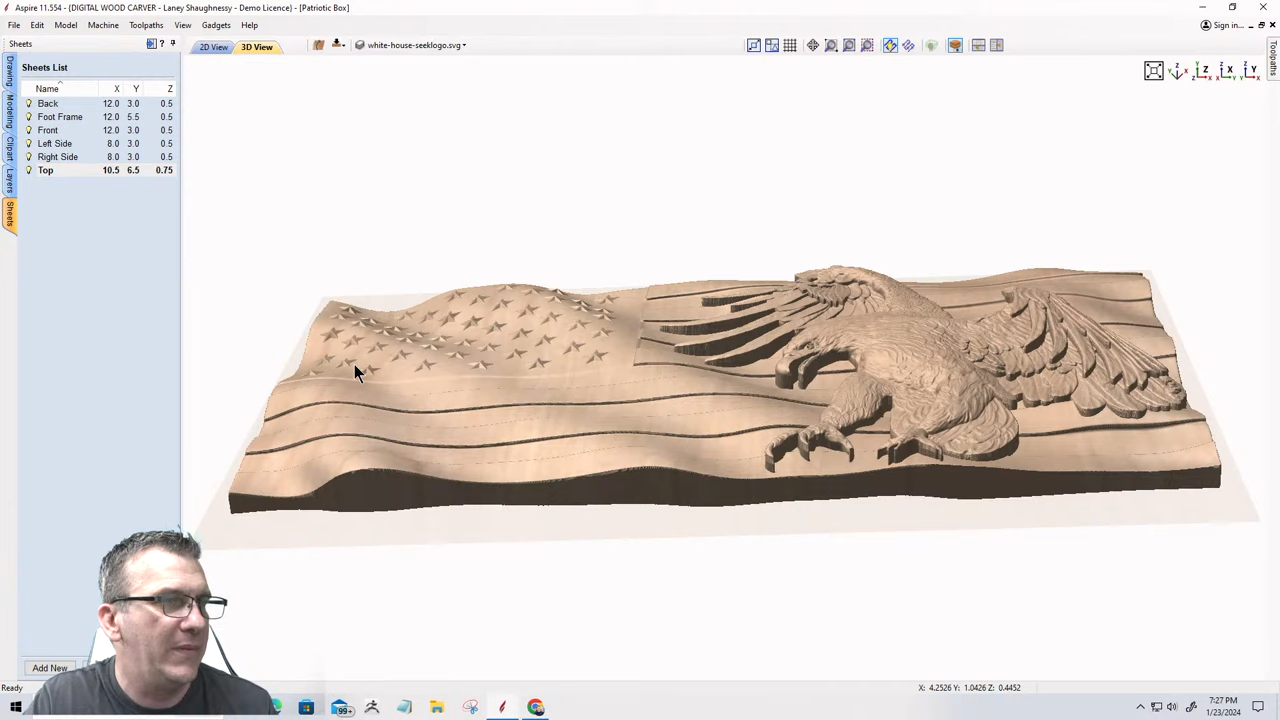 Aspire 11.554 - (DIGITAL WOOD CARVER - Laney Shaughnessy - Demo Licence) - [Patriotic Box]
File Edit Model Machine Toolpaths View Gadgets Help
Sheets
2D View 3D View white-house-seeklogo.svg
Sign in...
Toolpaths
Drawing
Modeling
Clipart
Layers
Sheets
Sheets List
Name X Y Z
Back 12.0 3.0 0.5
Foot Frame 12.0 5.5 0.5
Front 12.0 3.0 0.5
Left Side 8.0 3.0 0.5
Right Side 8.0 3.0 0.5
Top 10.5 6.5 0.75
Add New
Ready
X: 4.2526 Y: 1.0426 Z: 0.4452
99+
7:27 PM
1/23/2024